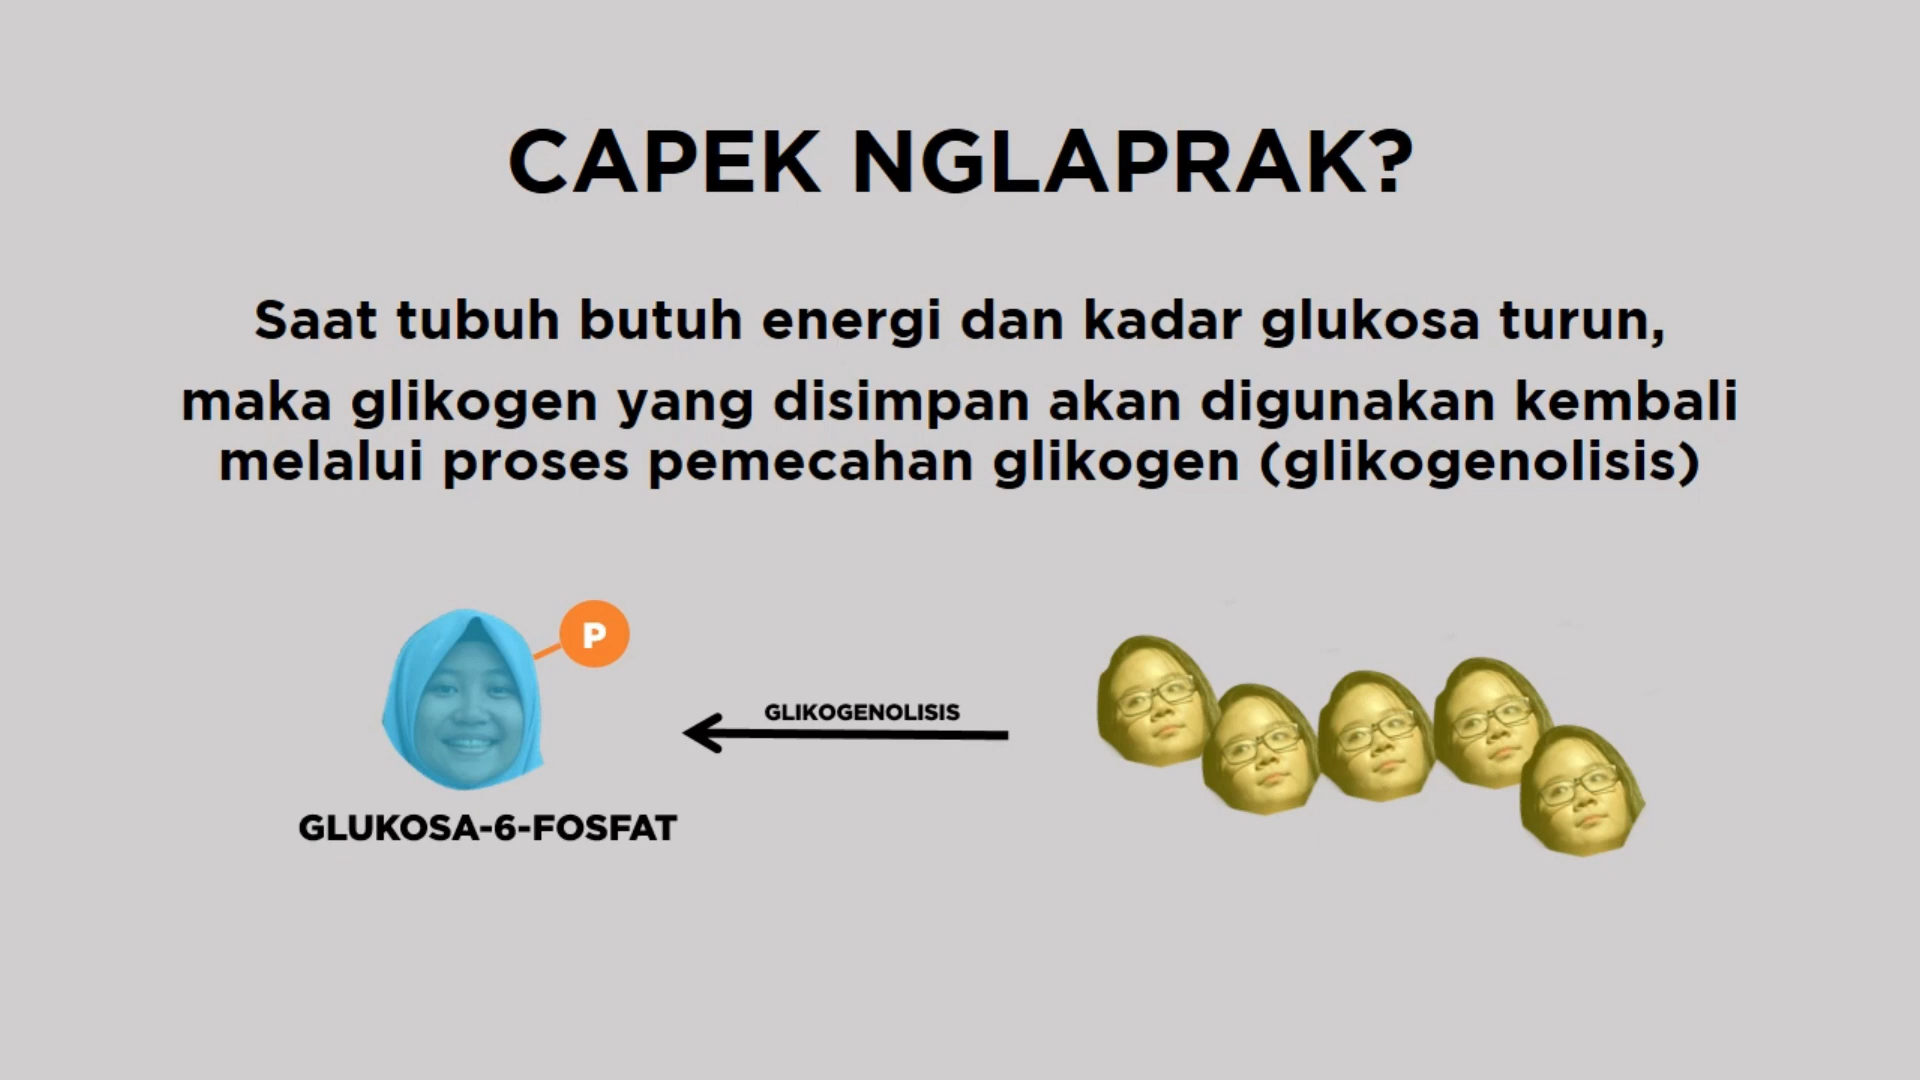 CAPEK NGLAPRAK?
Saat tubuh butuh energi dan kadar glukosa turun,
maka glikogen yang disimpan akan digunakan kembali
melalui proses pemecahan glikogen (glikogenolisis)
P
GLIKOGENOLISIS
GLUKOSA-6-FOSFAT